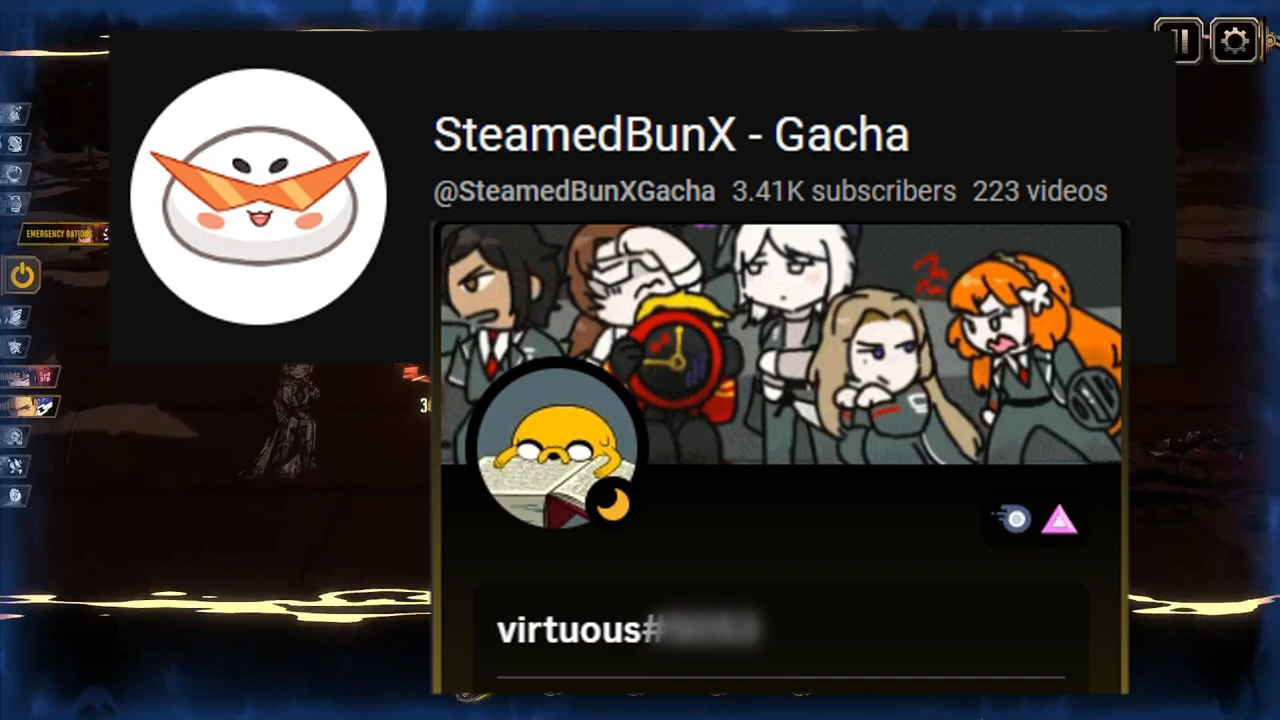 SteamedBunX - Gacha
@SteamedBunXGacha 3.41K subscribers 223 videos
EMERGENCY RATIONS
virtuous#